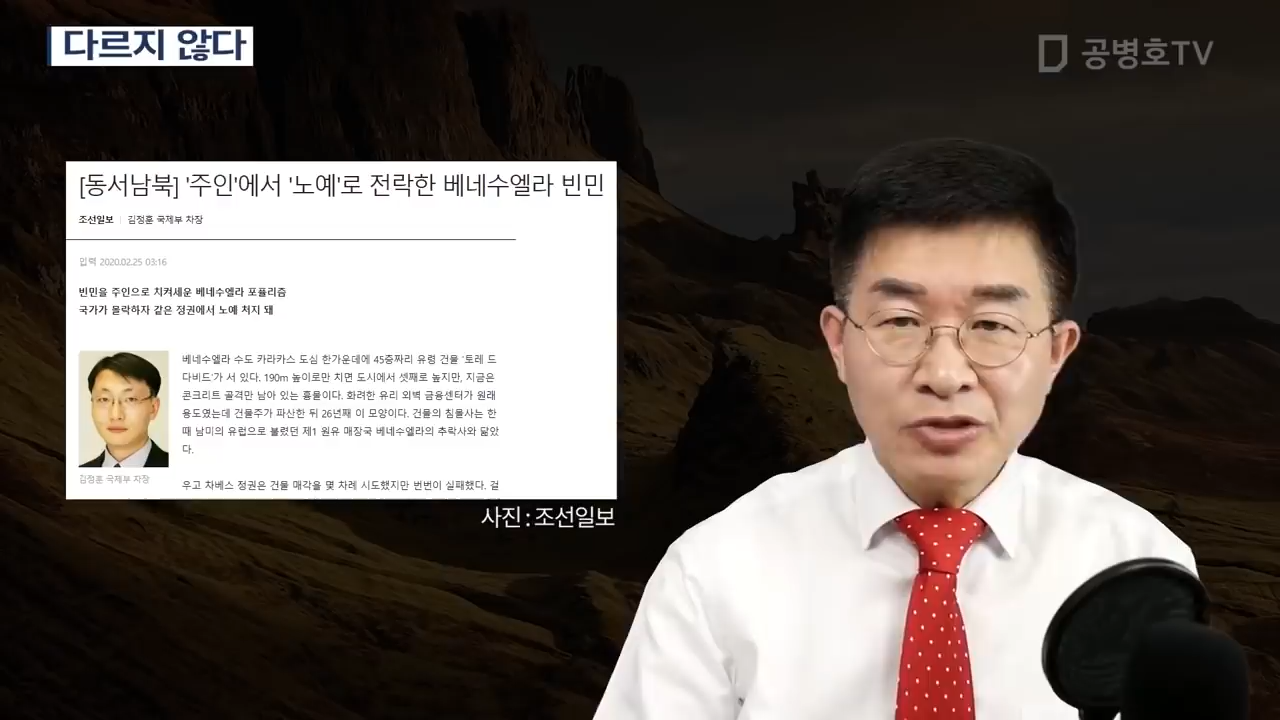 다르지 않다
공병호TV
[동서남북] '주인'에서 '노예'로 전락한 베네수엘라 빈민
조선일보 | 김정훈 국제부 차장
입력 2020.02.25 03:16
빈민을 주인으로 치켜세운 베네수엘라 포퓰리즘
국가가 몰락하자 같은 정권에서 노예 처지 돼
베네수엘라 수도 카라카스 도심 한가운데에 45층짜리 유령 건물 '토레 드
다비드'가 서 있다. 190m 높이로만 치면 도시에서 셋째로 높지만, 지금은
콘크리트 골격만 남아 있는 흉물이다. 화려한 유리 외벽 금융센터가 원래
용도였는데 건물주가 파산한 뒤 26년째 이 모양이다. 건물의 침몰사는 한
때 남미의 유럽으로 불렸던 제1 원유 매장국 베네수엘라의 추락사와 닮았
다.
김정훈 국제부 차장
우고 차베스 정권은 건물 매각을 몇 차례 시도했지만 번번이 실패했다. 걸
사진 : 조선일보